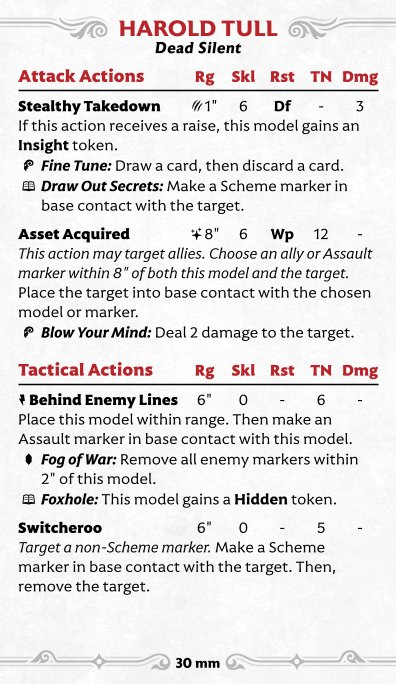 HAROLD TULL
Dead Silent
Attack Actions Rg Skl Rst TN Dmg
Stealthy Takedown 1" 6 Df - 3
If this action receives a raise, this model gains an
Insight token.
Fine Tune: Draw a card, then discard a card.
Draw Out Secrets: Make a Scheme marker in
base contact with the target.
Asset Acquired 8" 6 Wp 12 -
This action may target allies. Choose an ally or Assault
marker within 8" of both this model and the target.
Place the target into base contact with the chosen
model or marker.
Blow Your Mind: Deal 2 damage to the target.
Tactical Actions Rg Skl Rst TN Dmg
Behind Enemy Lines 6" 0 - 6 -
Place this model within range. Then make an
Assault marker in base contact with this model.
Fog of War: Remove all enemy markers within
2" of this model.
Foxhole: This model gains a Hidden token.
Switcheroo 6" 0 - 5 -
Target a non-Scheme marker. Make a Scheme
marker in base contact with the target. Then,
remove the target.
30 mm